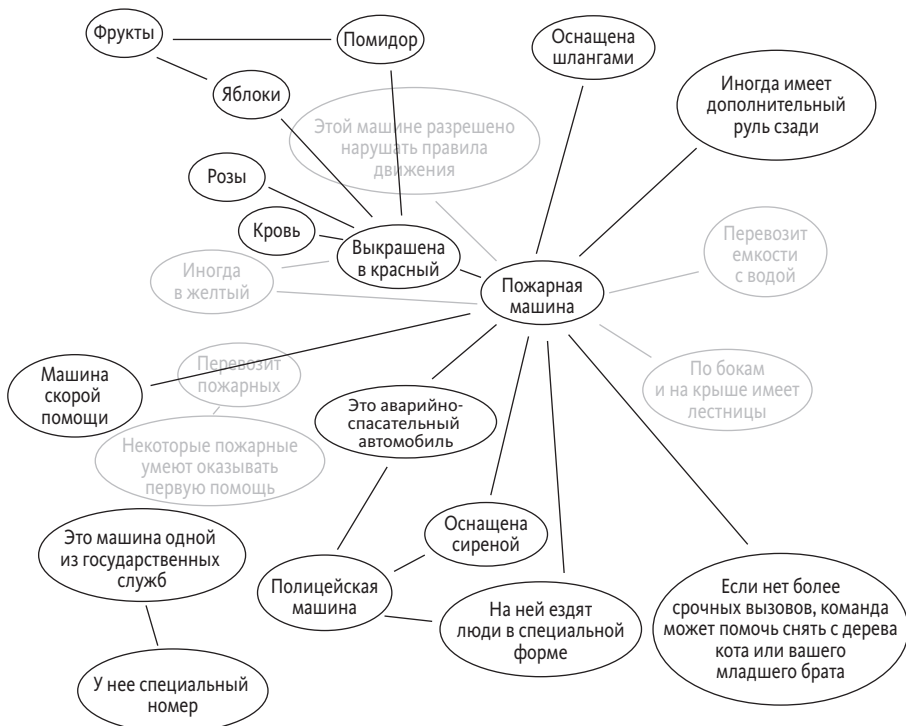 Фрукты
Помидор
Оснащена
шлангами
Иногда имеет
дополнительный
руль сзади
Яблоки
Этой машине разрешено
нарушать правила
движения
Розы
Кровь
Выкрашена
в красный
Перевозит
емкости
с водой
Иногда
в желтый
Пожарная
машина
Машина
скорой
помощи
Перевозит
пожарных
Это аварийно-
спасательный
автомобиль
По бокам
и на крыше имеет
лестницы
Некоторые пожарные
умеют оказывать
первую помощь
Это машина одной
из государственных
служб
Оснащена
сиреной
Полицейская
машина
На ней ездят
люди в специальной
форме
Если нет более
срочных вызовов, команда
может помочь снять с дерева
кота или вашего
младшего брата
У нее специальный
номер